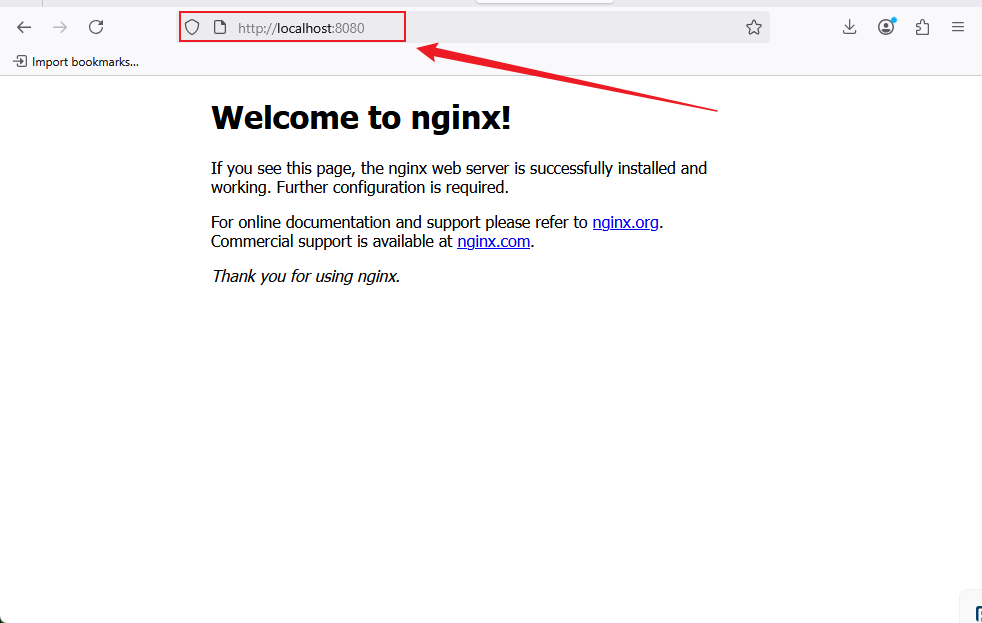 http://localhost:8080
Import bookmarks...
Welcome to nginx!
If you see this page, the nginx web server is successfully installed and
working. Further configuration is required.
For online documentation and support please refer to nginx.org.
Commercial support is available at nginx.com.
Thank you for using nginx.